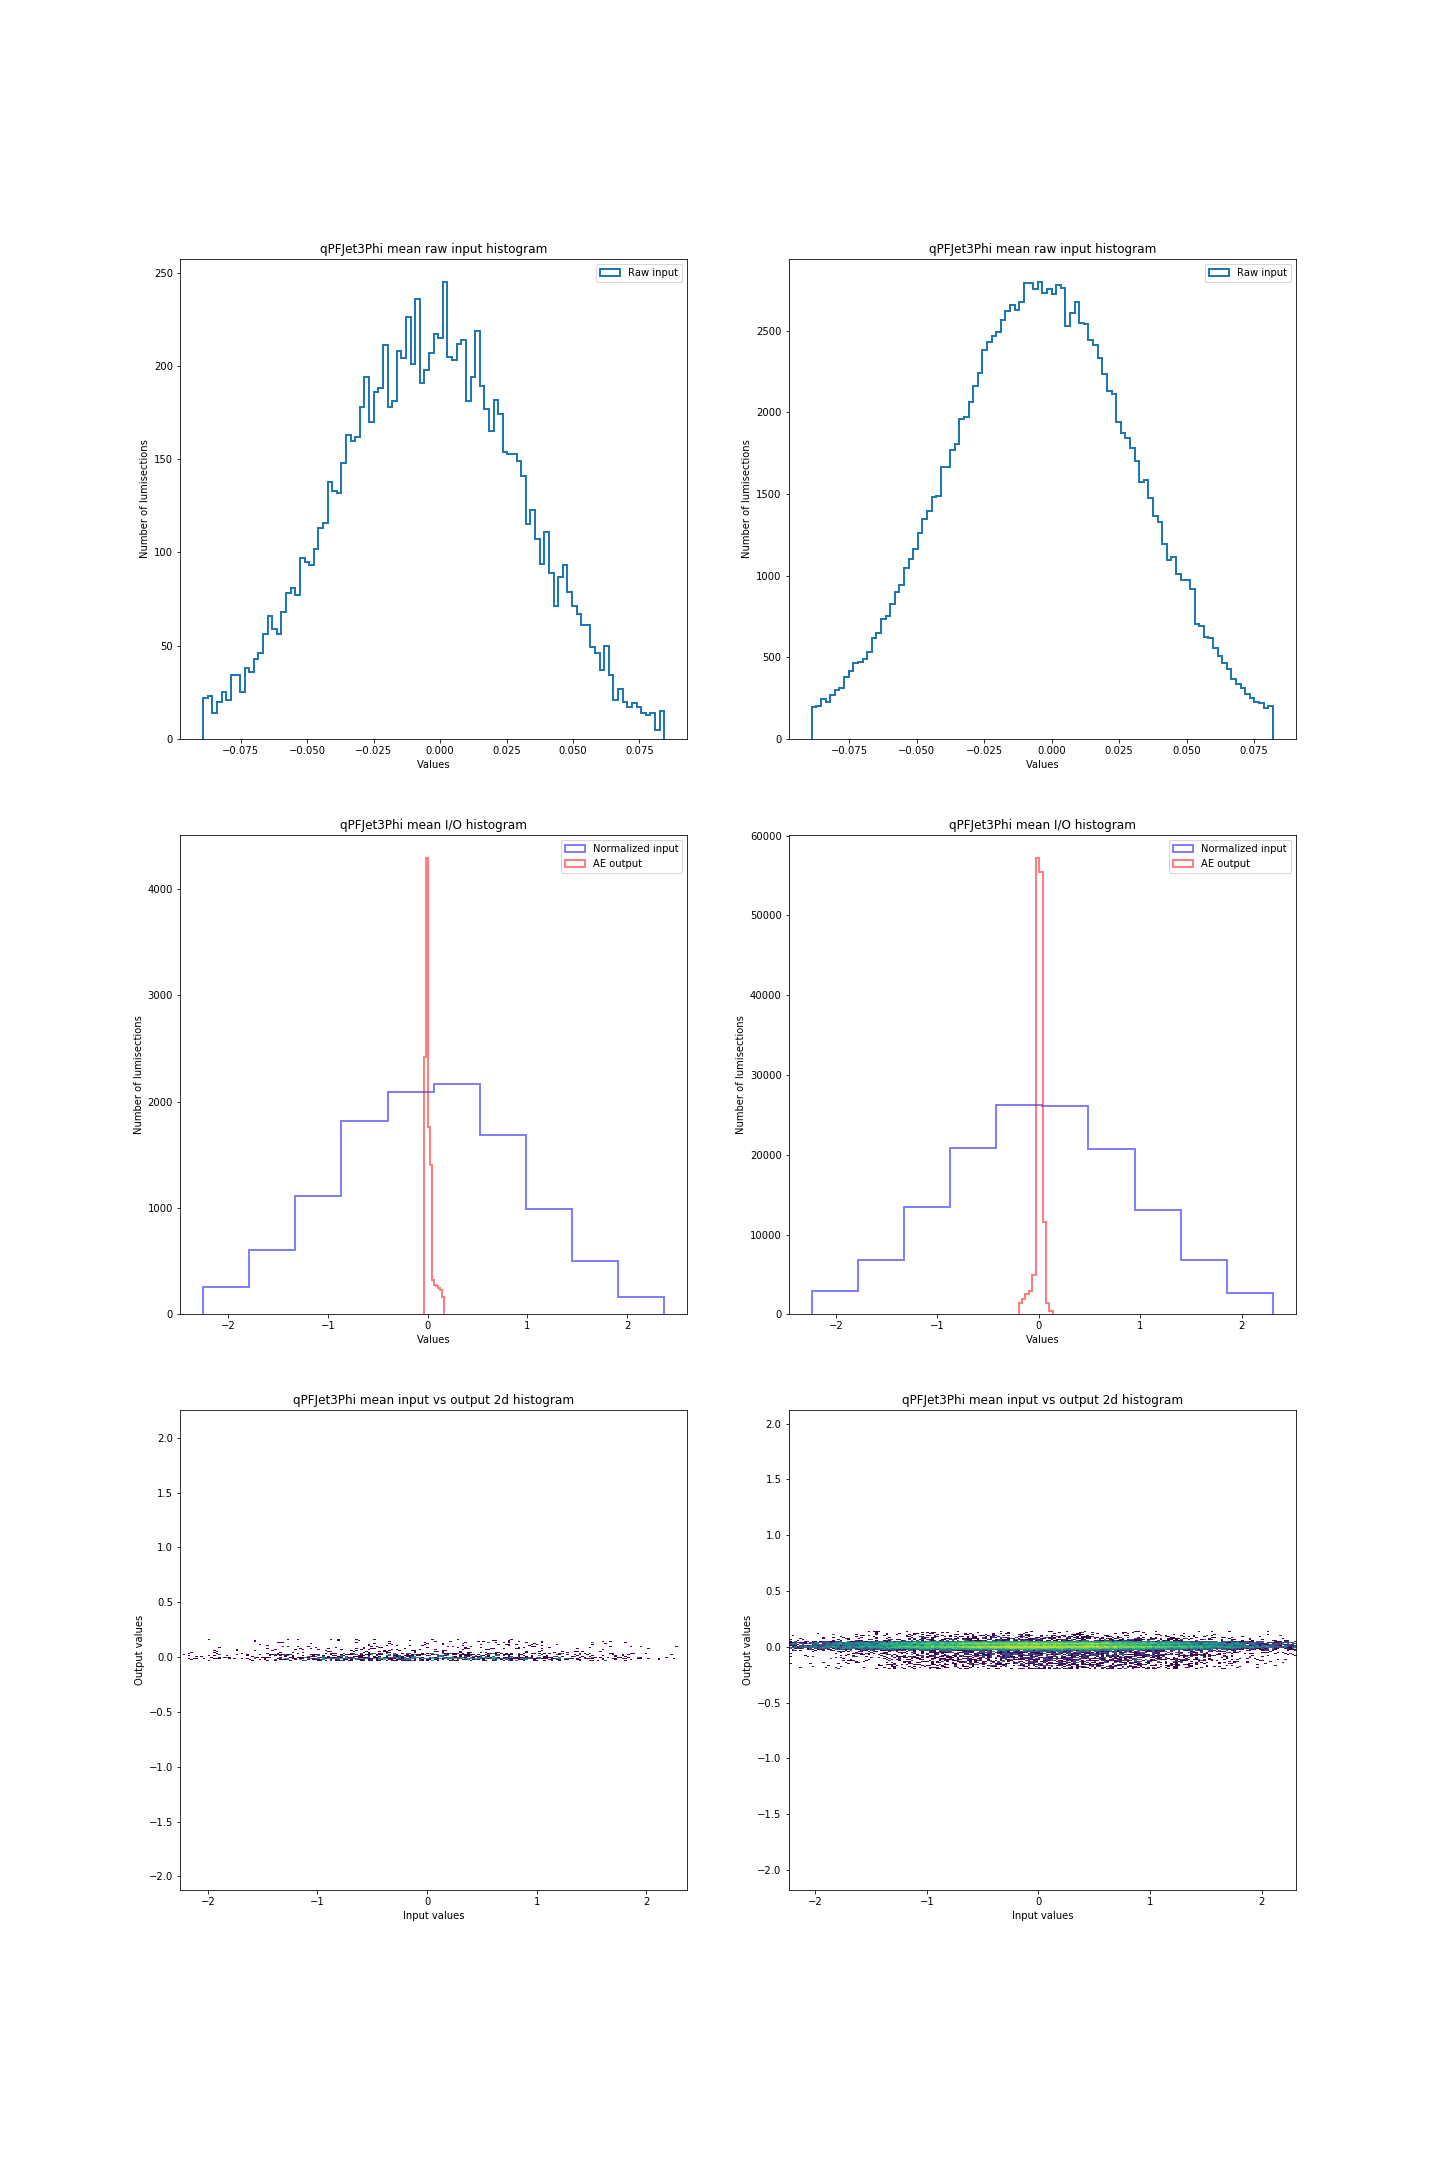 qPFJet3Phi mean raw input histogram
Raw input
250
200
150
100
50
0
Number of lumisections
−0.075 −0.050 −0.025 0.000 0.025 0.050 0.075
Values
qPFJet3Phi mean raw input histogram
Raw input
2500
2000
1500
1000
500
0
Number of lumisections
−0.075 −0.050 −0.025 0.000 0.025 0.050 0.075
Values
qPFJet3Phi mean I/O histogram
Normalized input
AE output
4000
3000
2000
1000
0
Number of lumisections
−2 −1 0 1 2
Values
qPFJet3Phi mean I/O histogram
Normalized input
AE output
60000
50000
40000
30000
20000
10000
0
Number of lumisections
−2 −1 0 1 2
Values
qPFJet3Phi mean input vs output 2d histogram
2.0
1.5
1.0
0.5
0.0
−0.5
−1.0
−1.5
−2.0
Output values
−2 −1 0 1 2
Input values
qPFJet3Phi mean input vs output 2d histogram
2.0
1.5
1.0
0.5
0.0
−0.5
−1.0
−1.5
−2.0
Output values
−2 −1 0 1 2
Input values